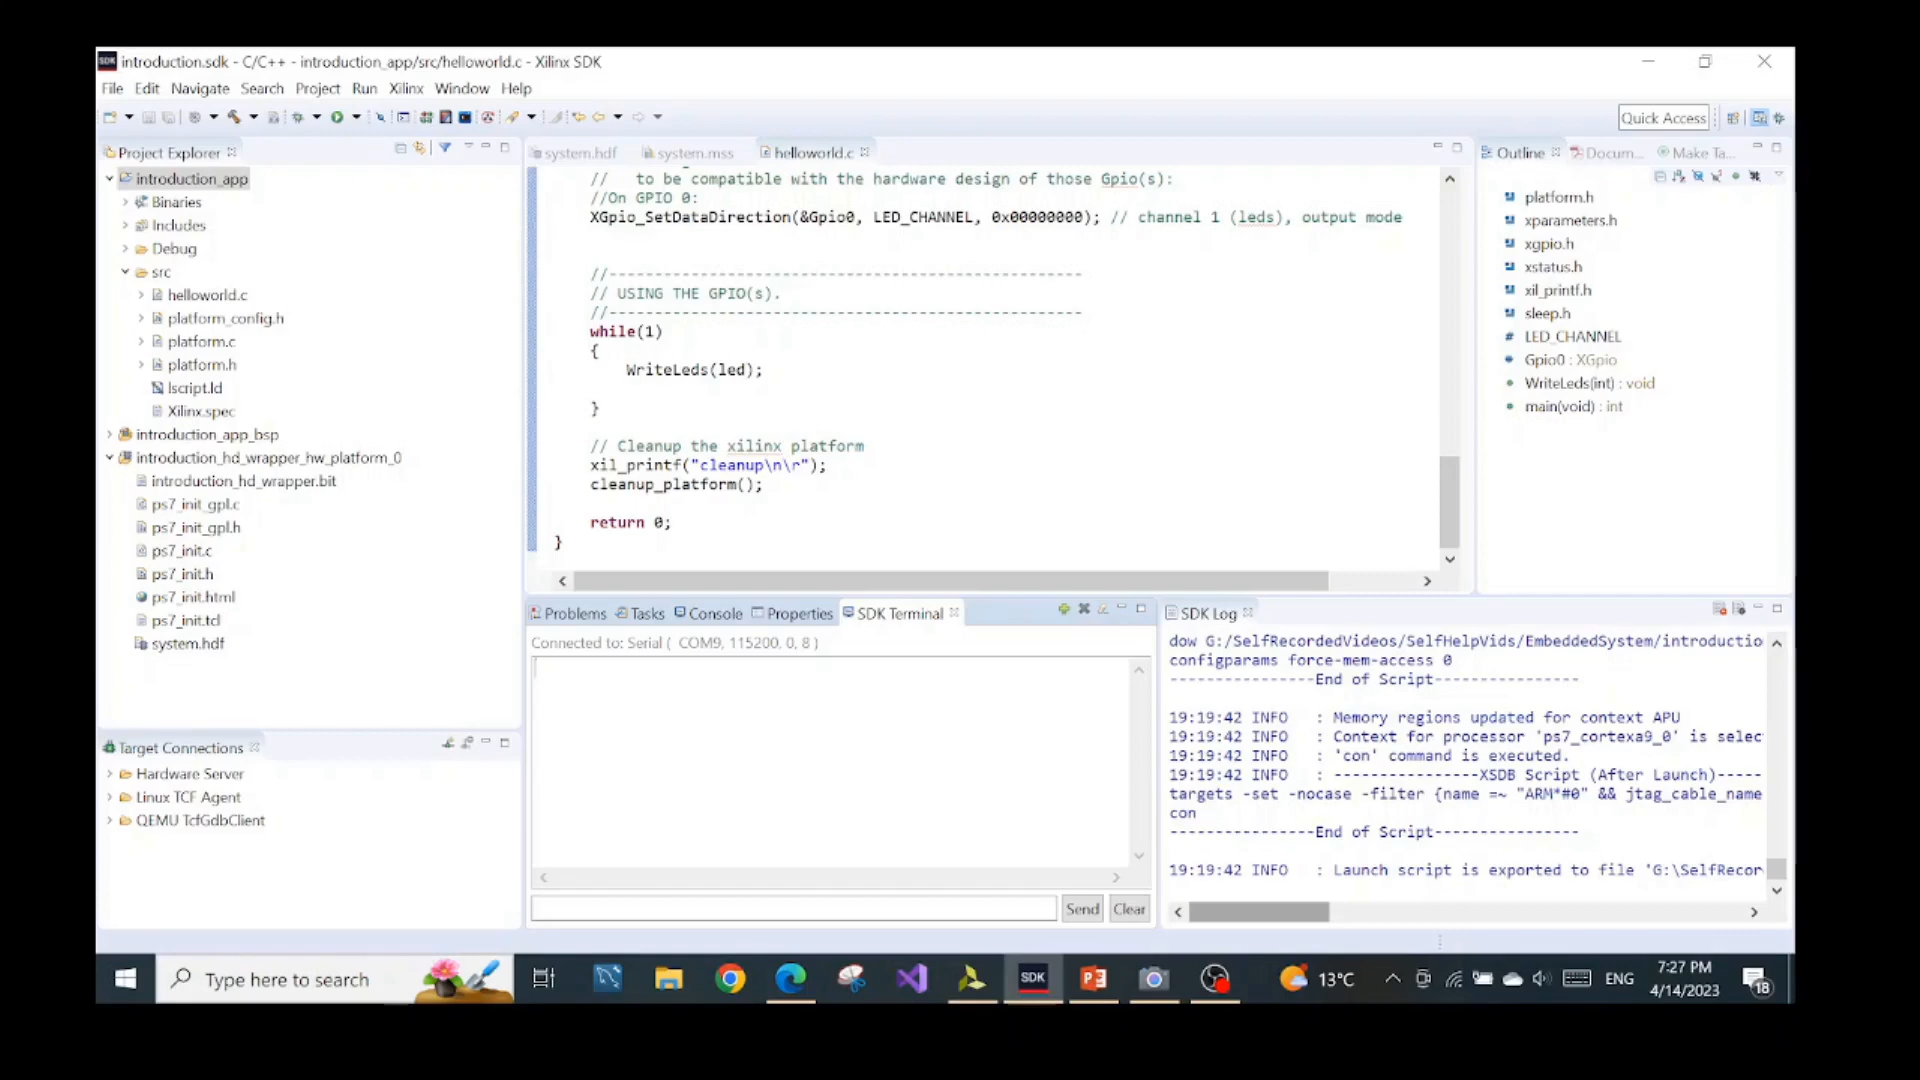 introduction.sdk - C/C++ - introduction_app/src/helloworld.c - Xilinx SDK
File Edit Navigate Search Project Run Xilinx Window Help
Quick Access
Project Explorer
introduction_app
Binaries
Includes
Debug
src
helloworld.c
platform_config.h
platform.c
platform.h
lscript.ld
Xilinx.spec
introduction_app_bsp
introduction_hd_wrapper_hw_platform_0
introduction_hd_wrapper.bit
ps7_init_gpl.c
ps7_init_gpl.h
ps7_init.c
ps7_init.h
ps7_init.html
ps7_init.tcl
system.hdf
Target Connections
Hardware Server
Linux TCF Agent
QEMU TcfGdbClient
system.hdf system.mss helloworld.c
// to be compatible with the hardware design of those Gpio(s):
//On GPIO 0:
XGpio_SetDataDirection(&Gpio0, LED_CHANNEL, 0x00000000); // channel 1 (leds), output mode
//----------------------------------------------------
// USING THE GPIO(s).
//----------------------------------------------------
while(1)
{
WriteLeds(led);
}
// Cleanup the xilinx platform
xil_printf("cleanup\n\r");
cleanup_platform();
return 0;
}
Outline Docum... Make Ta...
platform.h
xparameters.h
xgpio.h
xstatus.h
xil_printf.h
sleep.h
LED_CHANNEL
Gpio0 : XGpio
WriteLeds(int) : void
main(void) : int
Problems Tasks Console Properties SDK Terminal
Connected to: Serial ( COM9, 115200, 0, 8 )
Send Clear
SDK Log
dow G:/SelfRecordedVideos/SelfHelpVids/EmbeddedSystem/introductio
configparams force-mem-access 0
----------------End of Script----------------
19:19:42 INFO : Memory regions updated for context APU
19:19:42 INFO : Context for processor 'ps7_cortexa9_0' is selec
19:19:42 INFO : 'con' command is executed.
19:19:42 INFO : ----------------XSDB Script (After Launch)-----
targets -set -nocase -filter {name =~ "ARM*#0" && jtag_cable_name
con
----------------End of Script----------------
19:19:42 INFO : Launch script is exported to file 'G:\SelfRecor
Type here to search
SDK
13°C
ENG
7:27 PM
4/14/2023
18